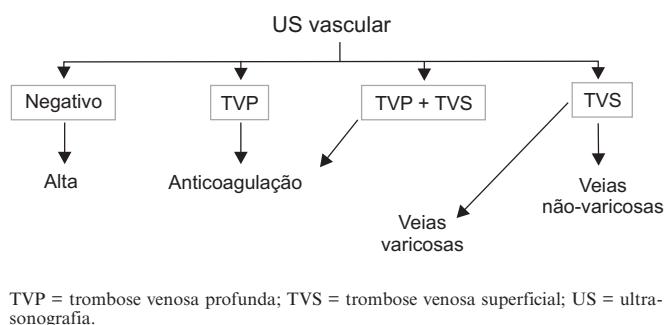 US vascular
Negativo
TVP
TVP + TVS
TVS
Alta
Anticoagulação
Veias
não-varicosas
Veias
varicosas
TVP = trombose venosa profunda; TVS = trombose venosa superficial; US = ultra-
sonografia.